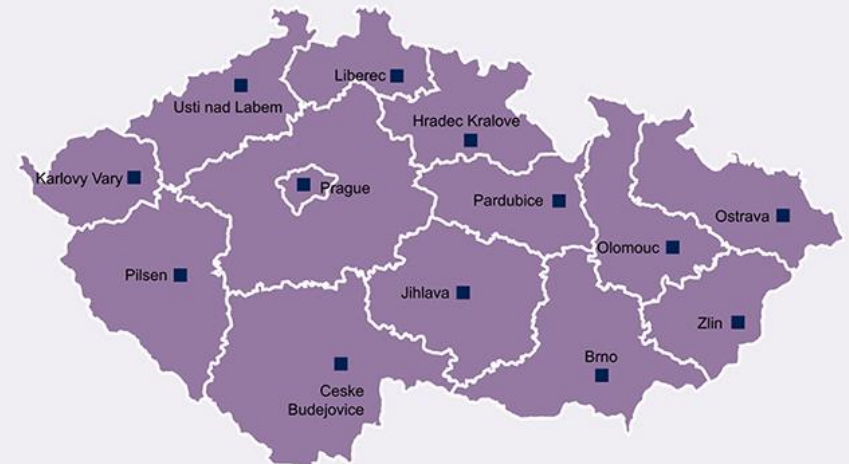 Liberec
Usti nad Labem
Hradec Kralove
Karlovy Vary
Prague
Pardubice
Ostrava
Olomouc
Pilsen
Jihlava
Zlin
Brno
Ceske
Budejovice